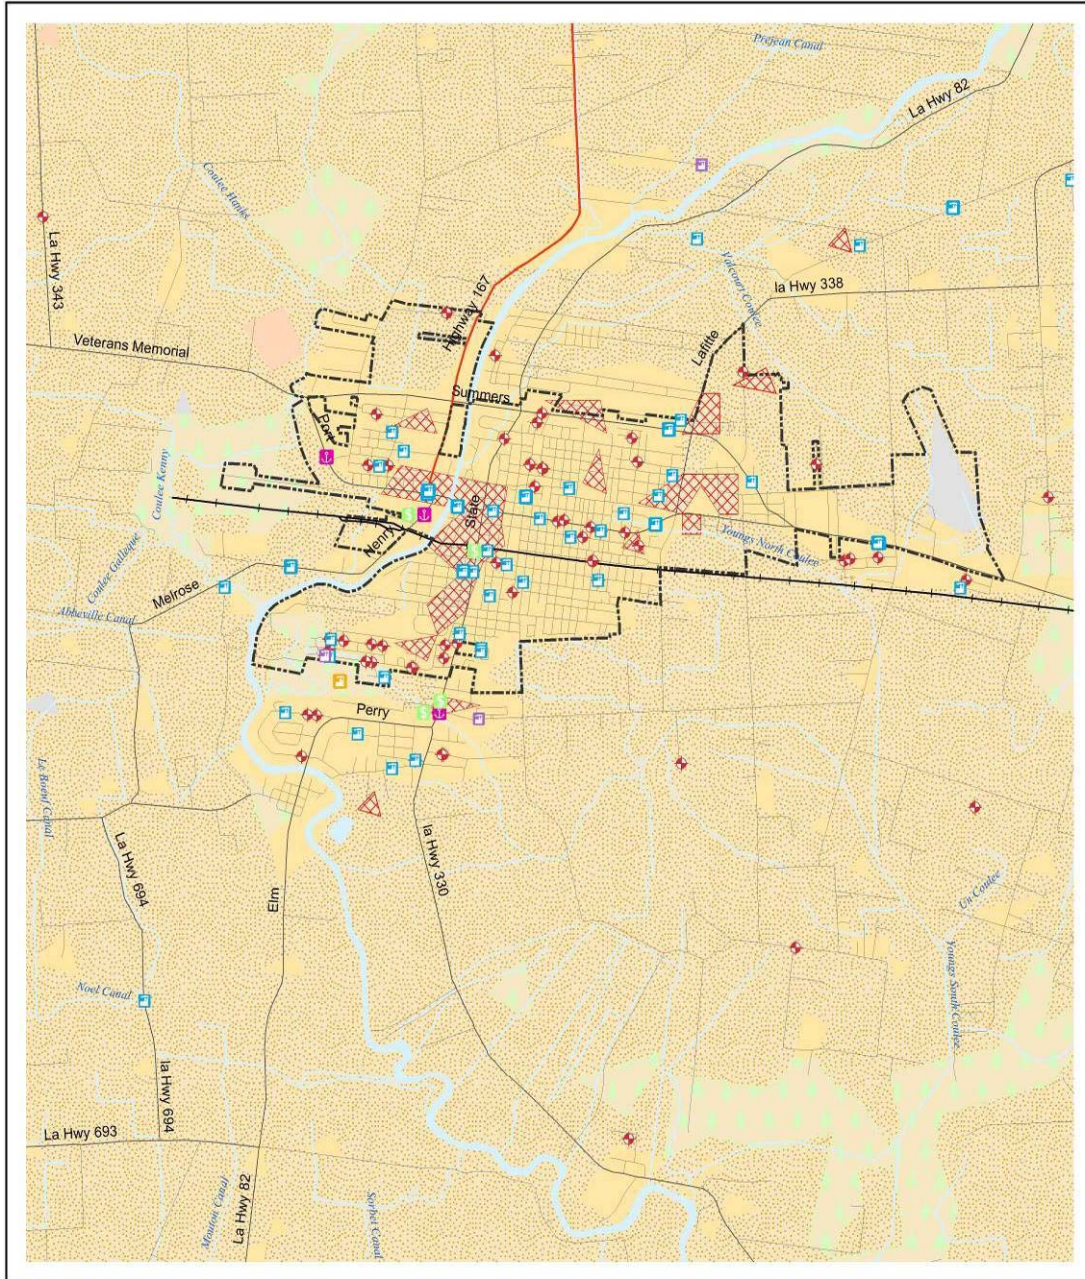 Prejean Canal
La Hwy 82
Coulee Hanks
La Hwy 343
Valcourt Coulee
la Hwy 338
Highway 167
Veterans Memorial
Lafitte
Summers
Port
Coulee Kenny
State
Henry
Youngs North Coulee
Coulee Galleque
Melrose
Abbeville Canal
Perry
Le Boeuf Canal
la Hwy 330
La Hwy 694
Elm
Un Coulee
Youngs South Coulee
Noel Canal
la Hwy 694
La Hwy 693
Mouton Canal
La Hwy 82
Sorbet Canal